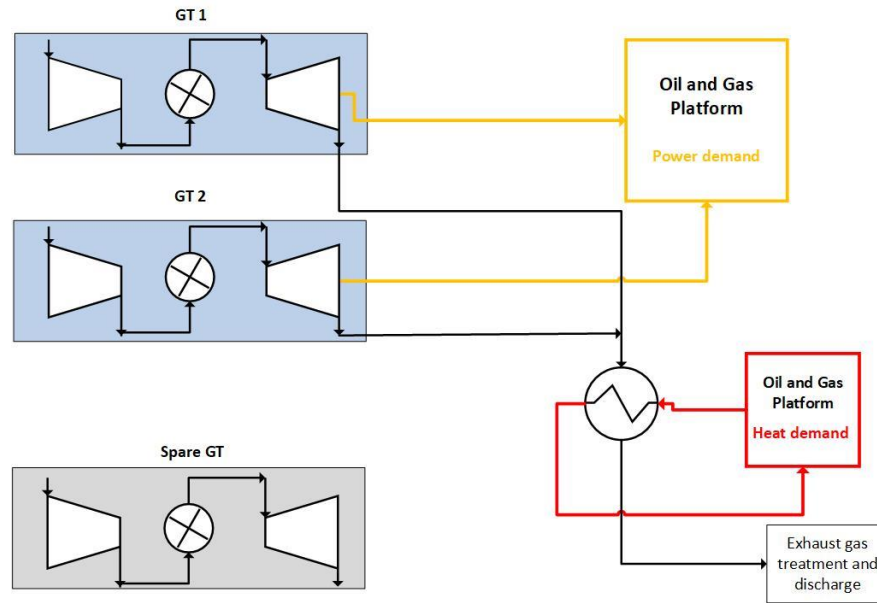 GT 1
Oil and Gas
Platform
Power demand
GT 2
Oil and Gas
Platform
Heat demand
Spare GT
Exhaust gas
treatment and
discharge